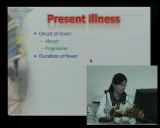 Present Illness
Onset of fever:
– Abrupt
– Progressive
Duration of fever